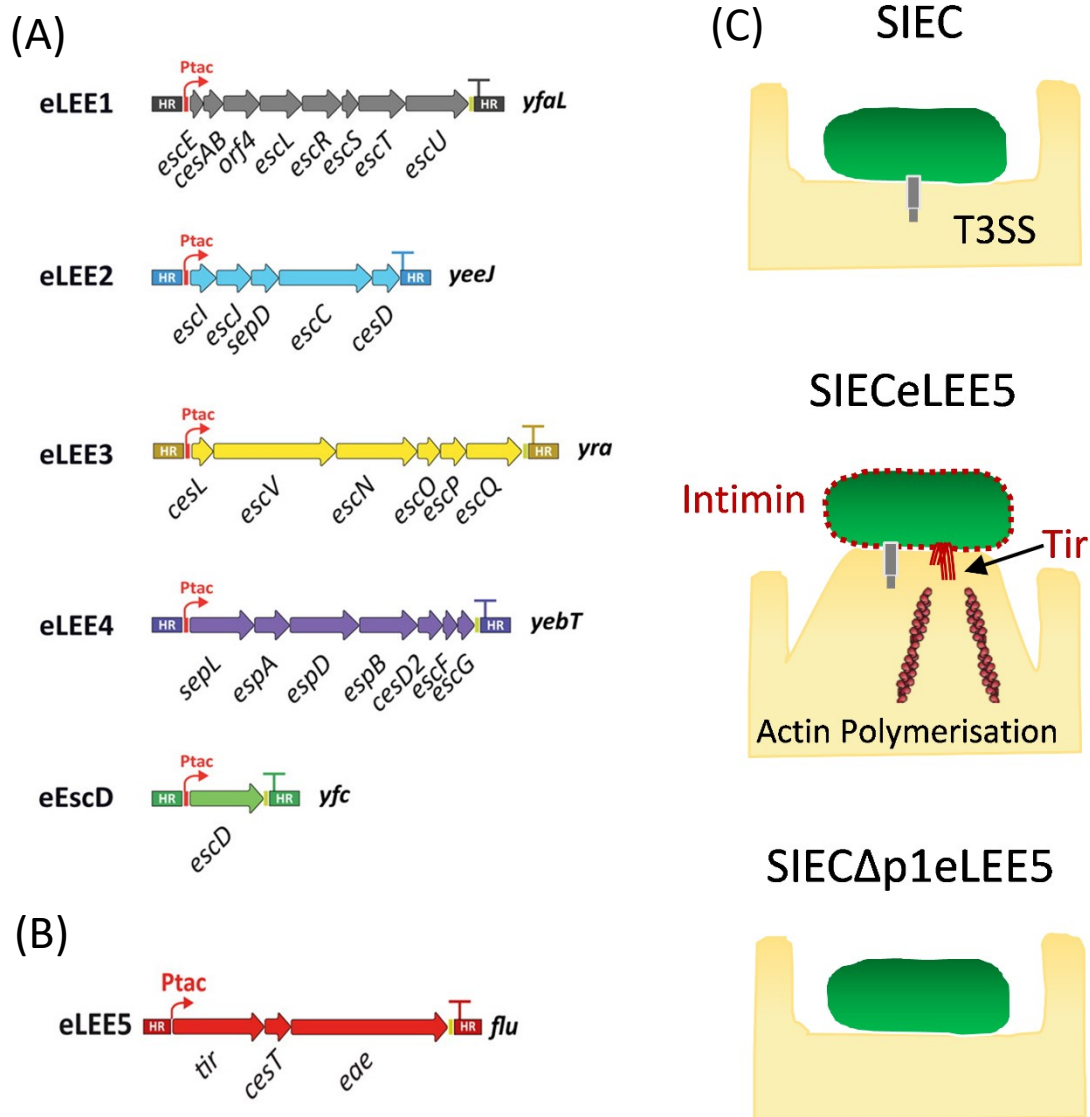 (A)
Ptac
eLEE1
HR
HR
yfaL
escE
cesAB
orf4
escL
escR
escS
escT
escU
Ptac
eLEE2
HR
HR
yeeJ
escI
escJ
sepD
escC
cesD
Ptac
eLEE3
HR
HR
yra
cesL
escV
escN
escO
escP
escQ
Ptac
eLEE4
HR
HR
yebT
sepL
espA
espD
espB
cesD2
escF
escG
Ptac
eEscD
HR
HR
yfc
escD
(B)
Ptac
eLEE5
HR
HR
flu
tir
cesT
eae
(C)
SIEC
T3SS
SIECeLEE5
Intimin
Tir
Actin Polymerisation
SIECΔp1eLEE5